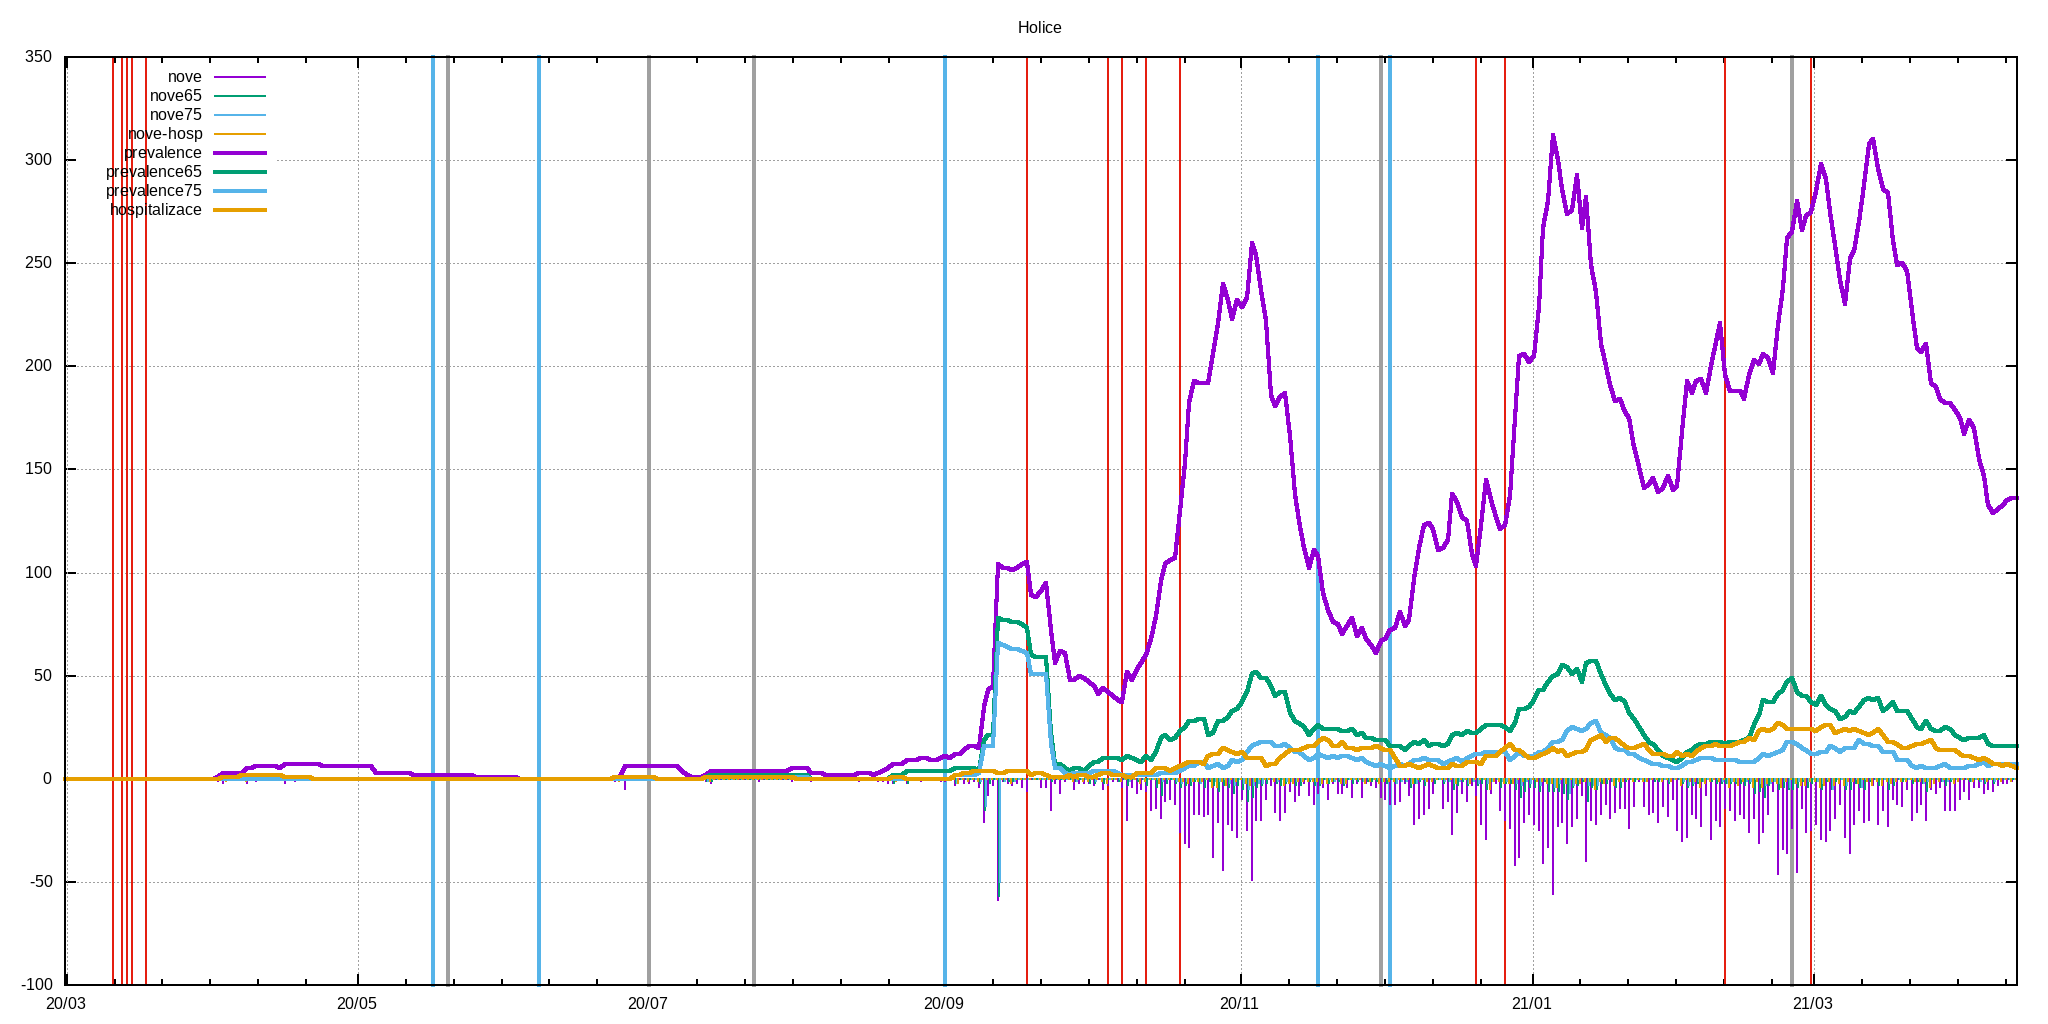 Holice
350
nove
nove65
nove75
nove-hosp
prevalence
prevalence65
prevalence75
hospitalizace
300
250
200
150
100
50
0
-50
-100
20/03 20/05 20/07 20/09 20/11 21/01 21/03